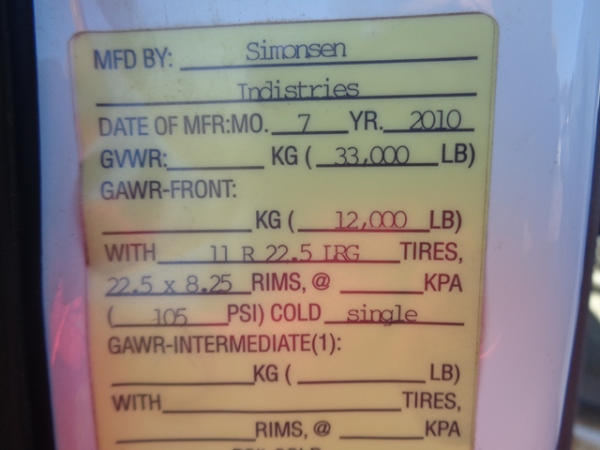 MFD BY: Simonsen
Indistries
DATE OF MFR:MO. 7 YR. 2010
GVWR: KG ( 33,000 LB)
GAWR-FRONT:
KG ( 12,000 LB)
WITH 11 R 22.5 IRG TIRES,
22.5 x 8.25 RIMS, @ KPA
( 105 PSI) COLD single
GAWR-INTERMEDIATE(1):
KG ( LB)
WITH TIRES,
RIMS, @ KPA